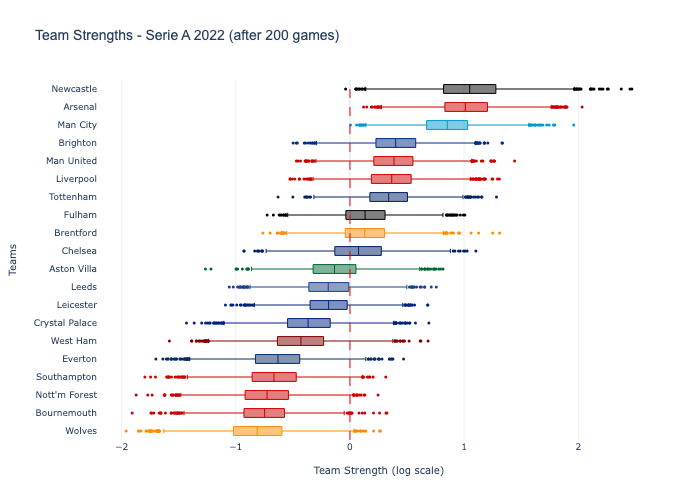 Team Strengths - Serie A 2022 (after 200 games)
Newcastle
Arsenal
Man City
Brighton
Man United
Liverpool
Tottenham
Fulham
Brentford
Chelsea
Aston Villa
Leeds
Leicester
Crystal Palace
West Ham
Everton
Southampton
Nott'm Forest
Bournemouth
Wolves
Teams
−2
−1
0
1
2
Team Strength (log scale)